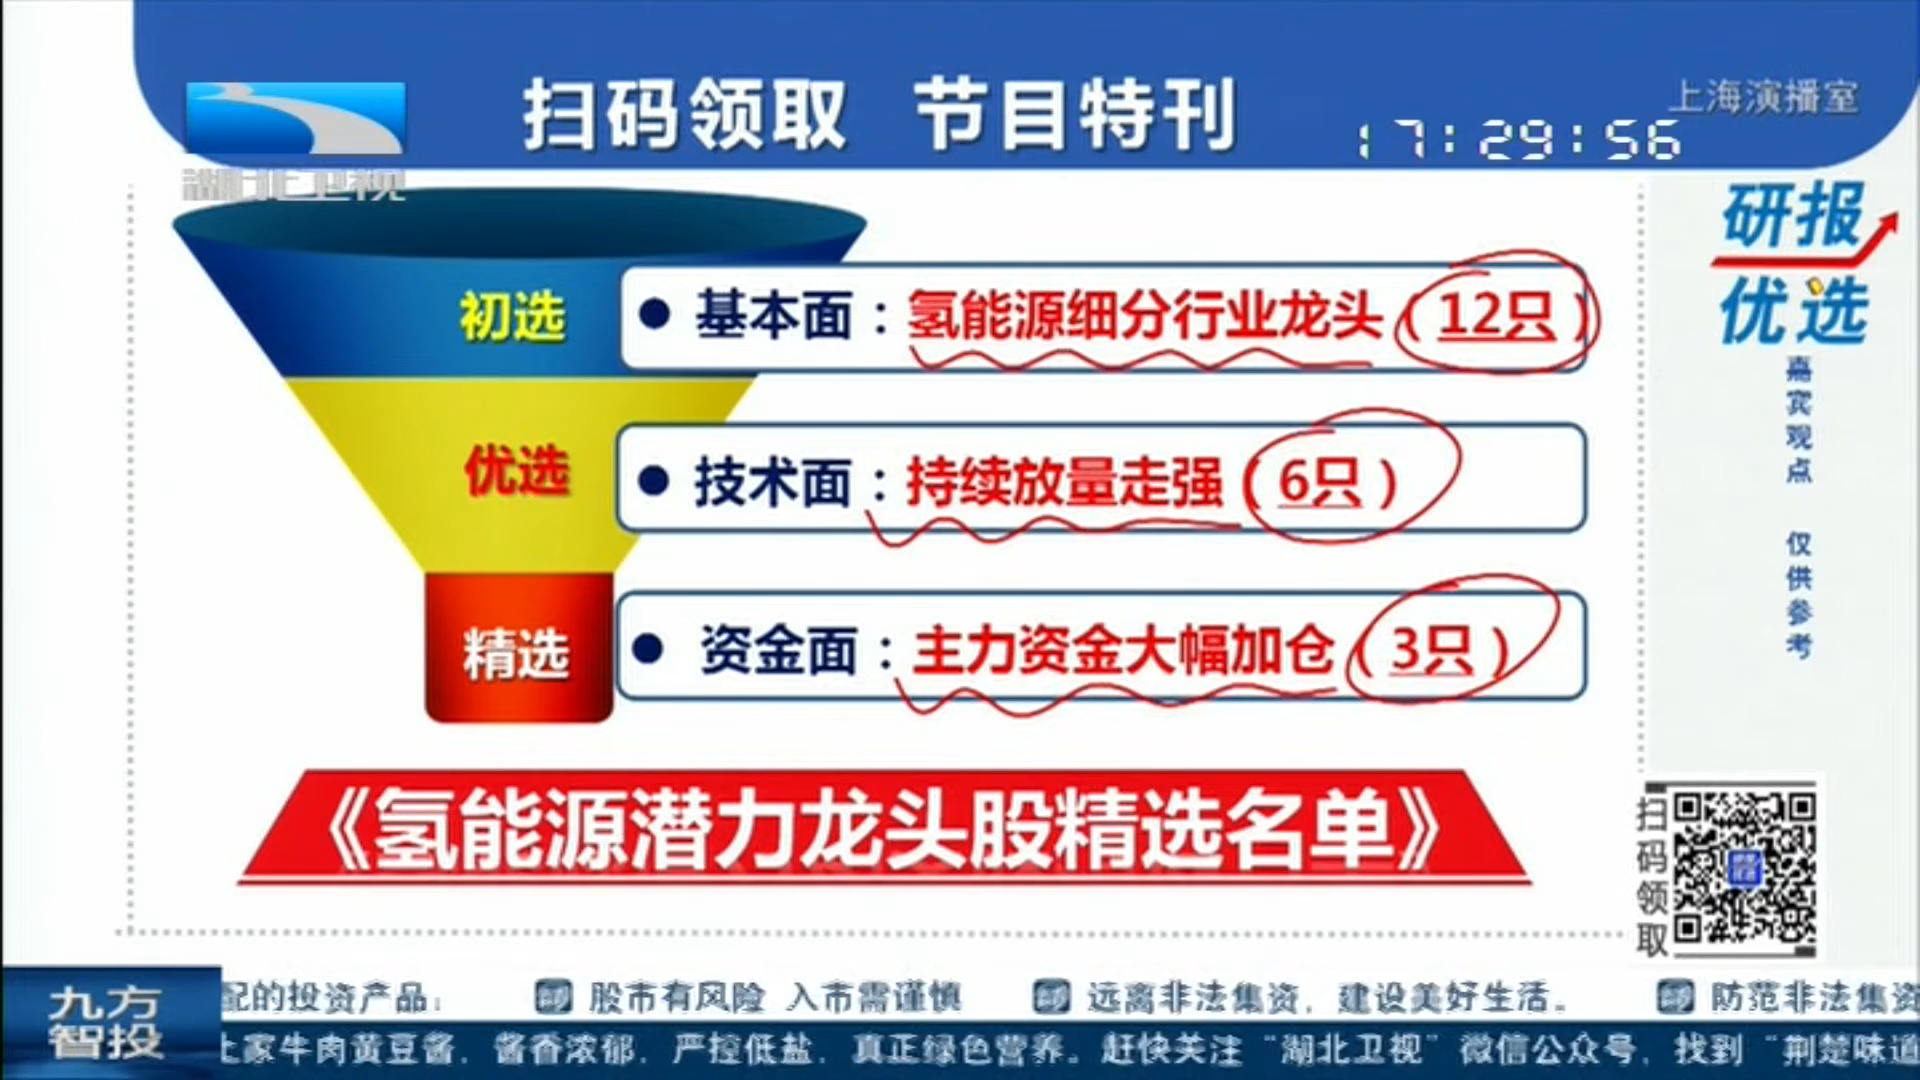 扫码领取 节目特刊
上海演播室
17:29:56
湖北卫视
研报
优选
嘉宾观点 仅供参考
初选
● 基本面：氢能源细分行业龙头（12只）
优选
● 技术面：持续放量走强（6只）
精选
● 资金面：主力资金大幅加仓（3只）
《氢能源潜力龙头股精选名单》
扫码领取
九方
智投
配的投资产品；
股市有风险 入市需谨慎
远离非法集资，建设美好生活。
防范非法集资
土家牛肉黄豆酱，酱香浓郁，严控低盐，真正绿色营养。赶快关注“湖北卫视”微信公众号，找到“荆楚味道